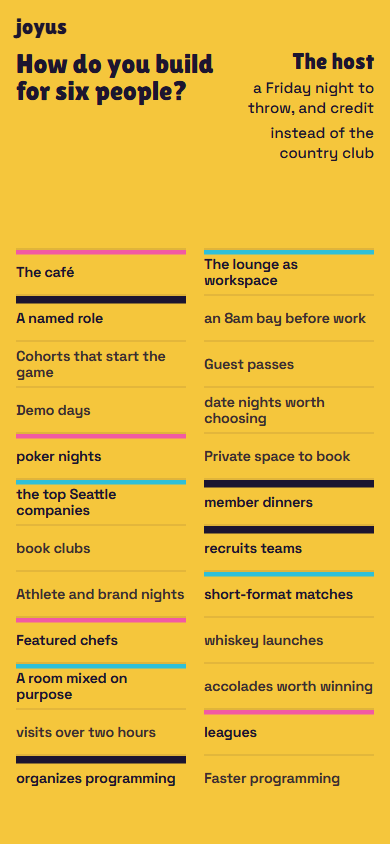 joyus
How do you build
for six people?
The host
a Friday night to
throw, and credit
instead of the
country club
The café
A named role
Cohorts that start the
game
Demo days
poker nights
the top Seattle
companies
book clubs
Athlete and brand nights
Featured chefs
A room mixed on
purpose
visits over two hours
organizes programming
The lounge as
workspace
an 8am bay before work
Guest passes
date nights worth
choosing
Private space to book
member dinners
recruits teams
short-format matches
whiskey launches
accolades worth winning
leagues
Faster programming